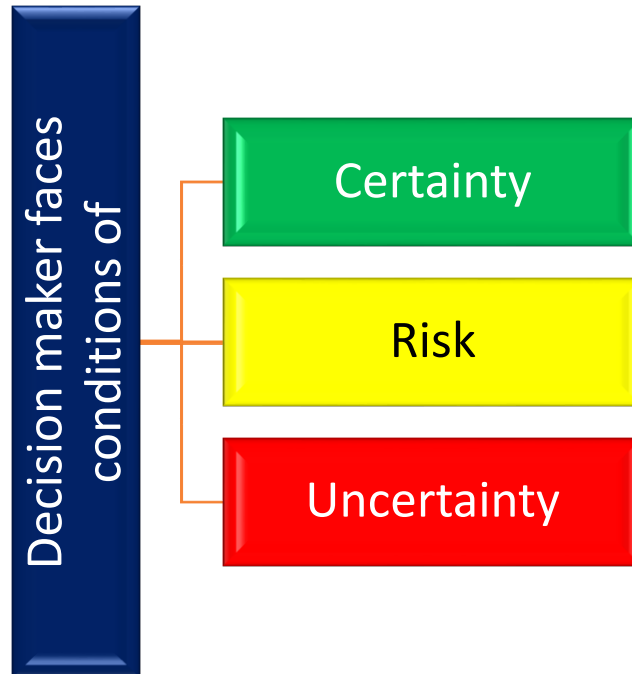 Decision maker faces
conditions of
Certainty
Risk
Uncertainty